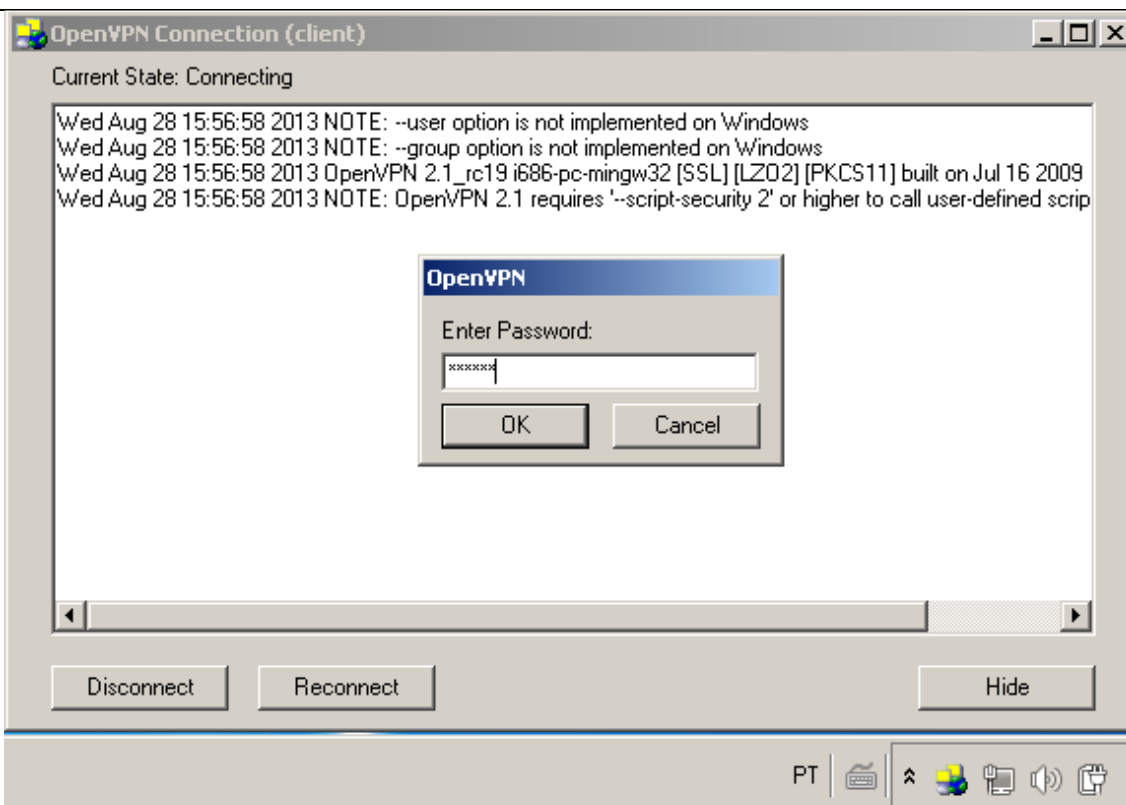 OpenVPN Connection (client)
Current State: Connecting
Wed Aug 28 15:56:58 2013 NOTE: --user option is not implemented on Windows
Wed Aug 28 15:56:58 2013 NOTE: --group option is not implemented on Windows
Wed Aug 28 15:56:58 2013 OpenVPN 2.1_rc19 i686-pc-mingw32 [SSL] [LZO2] [PKCS11] built on Jul 16 2009
Wed Aug 28 15:56:58 2013 NOTE: OpenVPN 2.1 requires '--script-security 2' or higher to call user-defined scrip
OpenVPN
Enter Password:
******
OK Cancel
Disconnect Reconnect Hide
PT